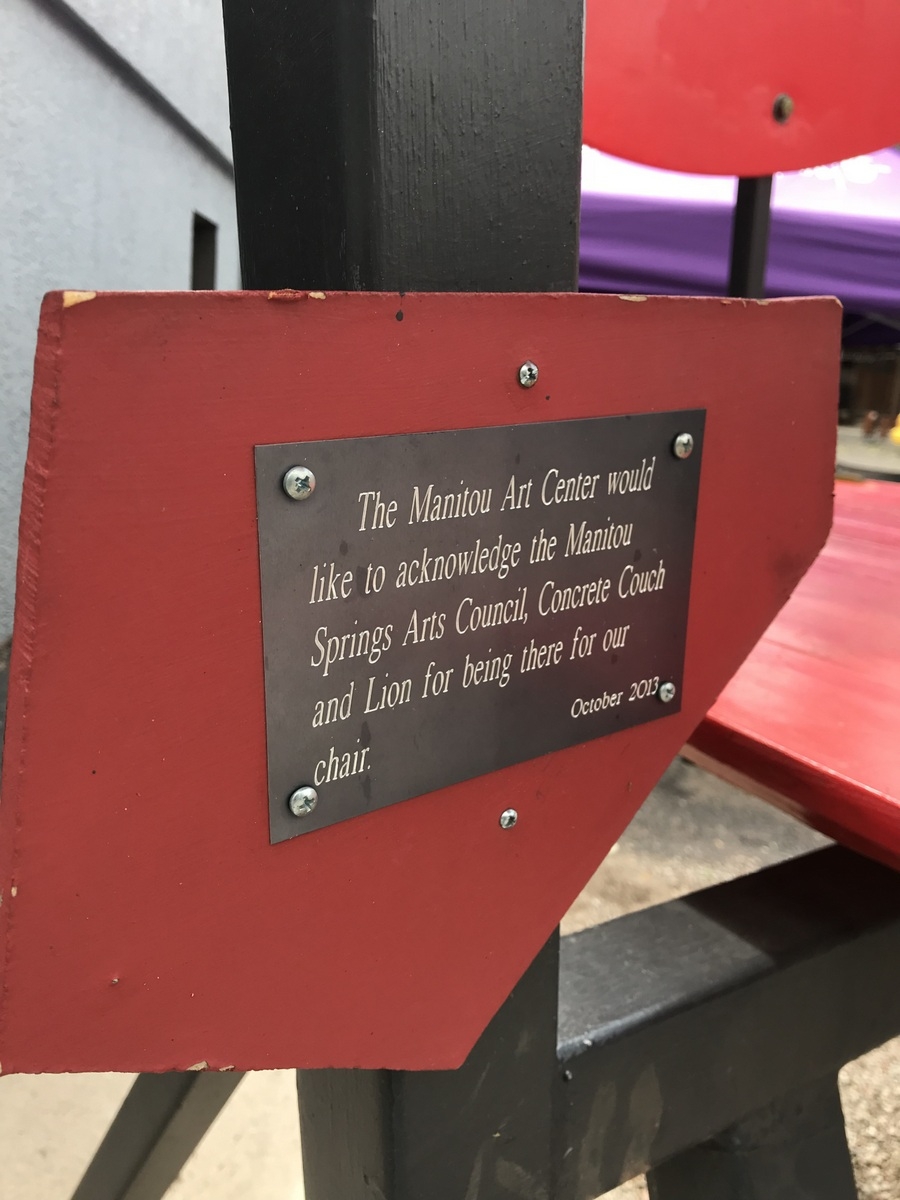 The Manitou Art Center would
like to acknowledge the Manitou
Springs Arts Council, Concrete Couch
and Lion for being there for our
chair.
October 2013